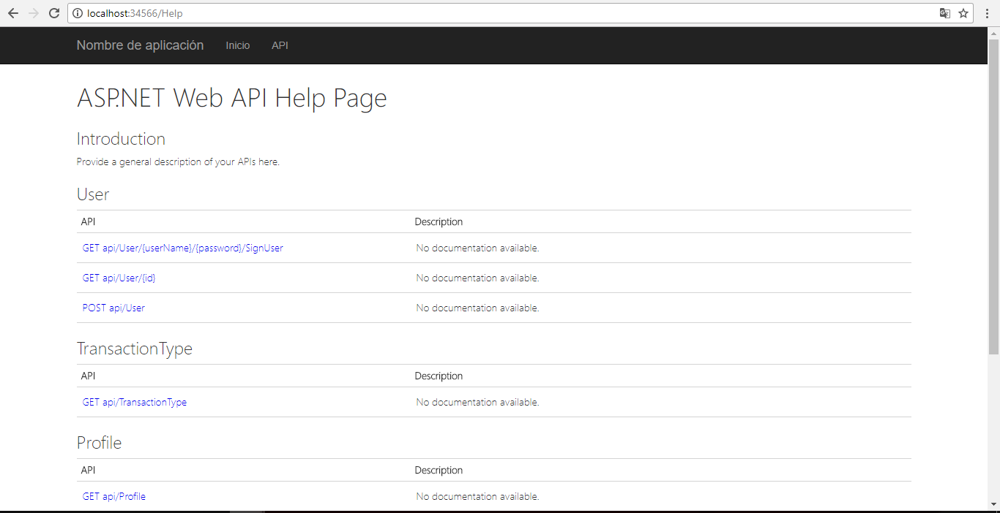 localhost:34566/Help
Nombre de aplicación Inicio API
ASP.NET Web API Help Page
Introduction
Provide a general description of your APIs here.
User
API Description
GET api/User/{userName}/{password}/SignUser No documentation available.
GET api/User/{id} No documentation available.
POST api/User No documentation available.
TransactionType
API Description
GET api/TransactionType No documentation available.
Profile
API Description
GET api/Profile No documentation available.